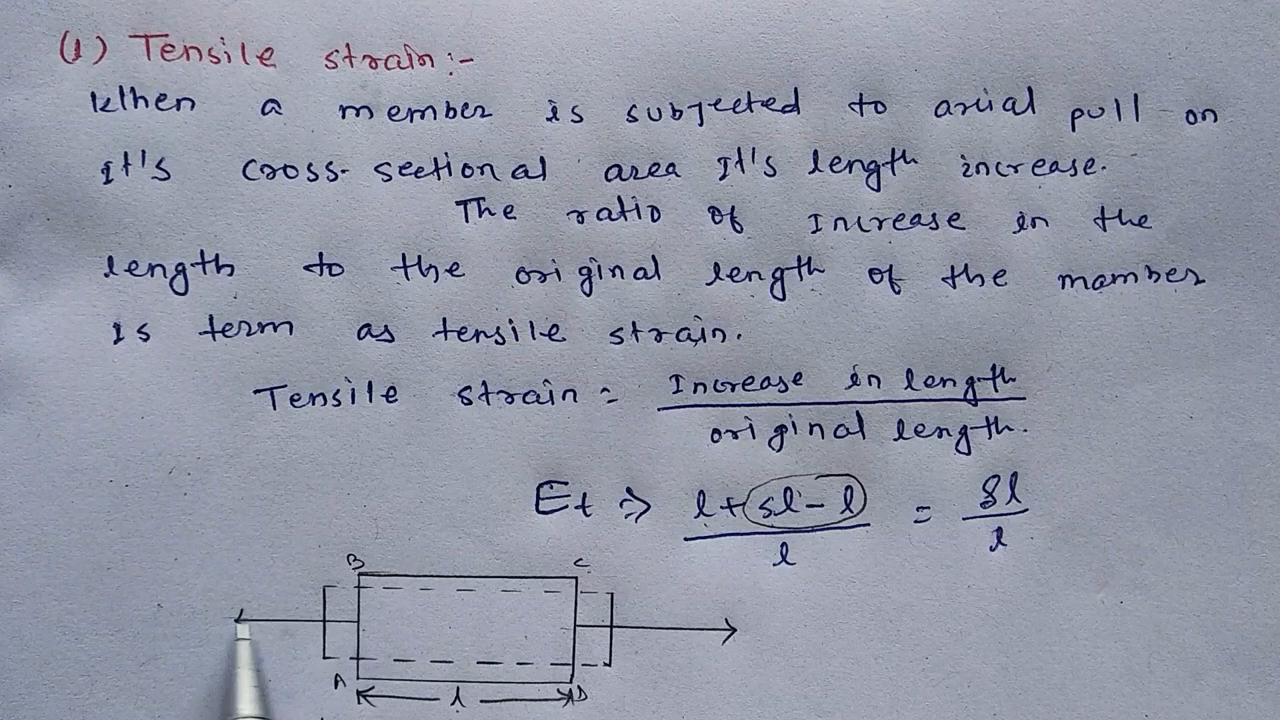 (1) Tensile strain:-
When a member is subjected to axial pull on
It's cross-sectional area It's length increase.
The ratio of Increase in the
length to the original length of the mamber
Is term as tensile strain.
Tensile strain = Increase in length
original length.
Et => l+δl-l = δl
l l
B C
A D
l